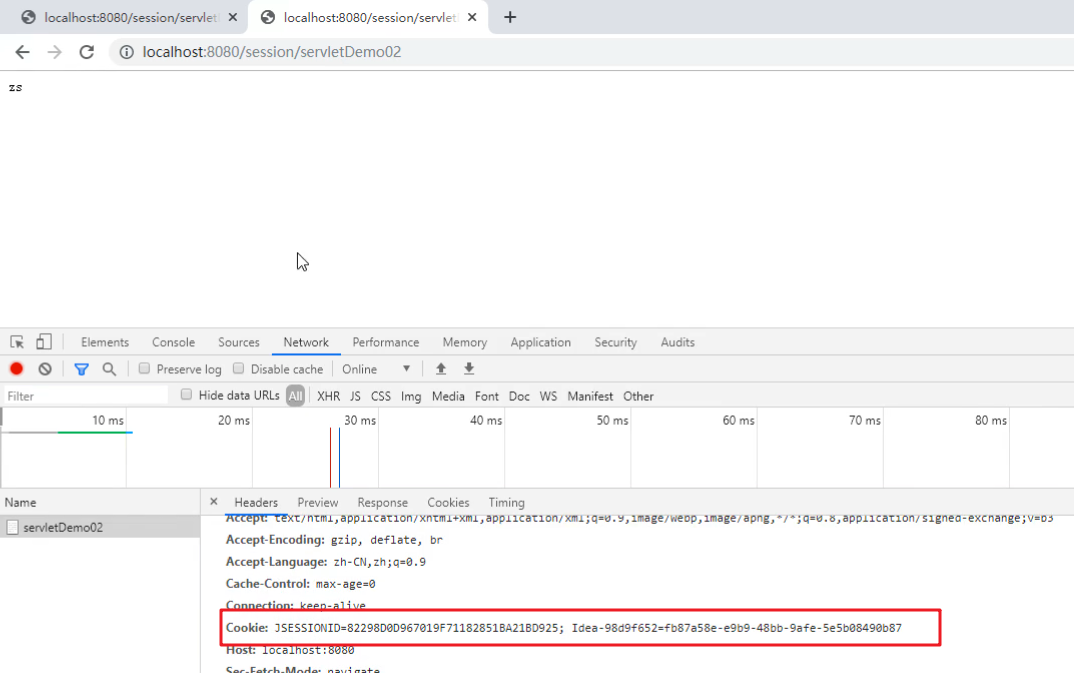 localhost:8080/session/servlet
localhost:8080/session/servlet
localhost:8080/session/servletDemo02
zs
Elements Console Sources Network Performance Memory Application Security Audits
Preserve log Disable cache Online
Filter Hide data URLs All XHR JS CSS Img Media Font Doc WS Manifest Other
10 ms 20 ms 30 ms 40 ms 50 ms 60 ms 70 ms 80 ms
Name Headers Preview Response Cookies Timing
servletDemo02
Accept: text/html,application/xhtml+xml,application/xml;q=0.9,image/webp,image/apng,*/*;q=0.8,application/signed-exchange;v=b3
Accept-Encoding: gzip, deflate, br
Accept-Language: zh-CN,zh;q=0.9
Cache-Control: max-age=0
Connection: keep-alive
Cookie: JSESSIONID=82298D0D967019F71182851BA21BD925; Idea-98d9f652=fb87a58e-e9b9-48bb-9afe-5e5b08490b87
Host: localhost:8080
Sec-Fetch-Mode: navigate